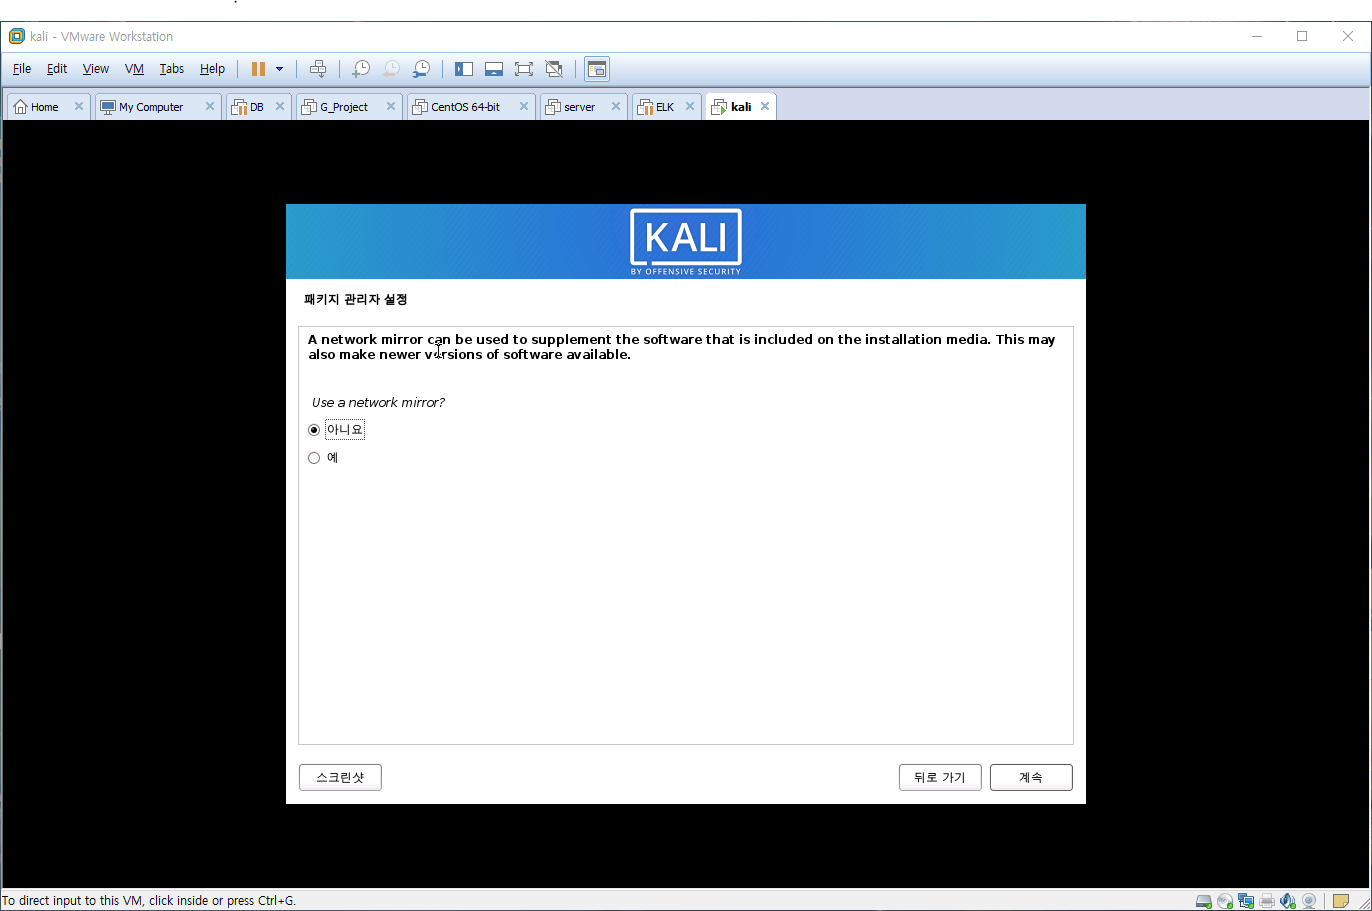 kali - VMware Workstation
File Edit View VM Tabs Help
Home My Computer DB G_Project CentOS 64-bit server ELK kali
KALI
BY OFFENSIVE SECURITY
패키지 관리자 설정
A network mirror can be used to supplement the software that is included on the installation media. This may
also make newer versions of software available.
Use a network mirror?
아니요
예
스크린샷 뒤로 가기 계속
To direct input to this VM, click inside or press Ctrl+G.